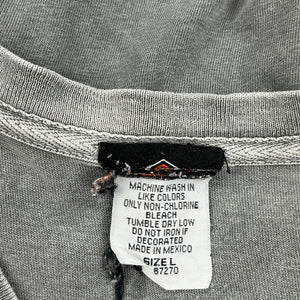 MACHINE WASH IN
LIKE COLORS
ONLY NON-CHLORINE
BLEACH
TUMBLE DRY LOW
DO NOT IRON IF
DECORATED
MADE IN MEXICO
SIZE L
87270